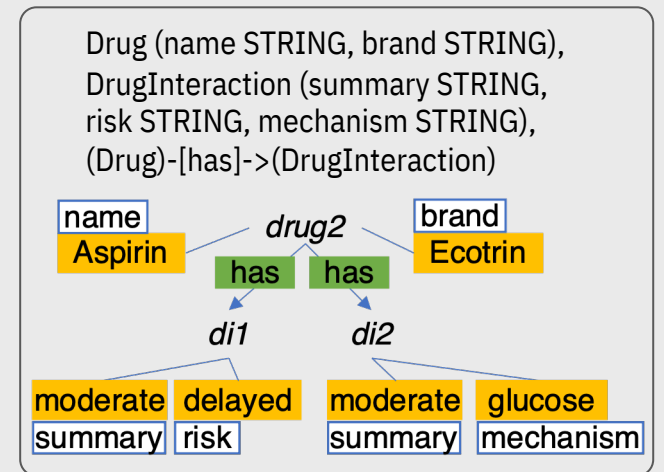 Drug (name STRING, brand STRING),
DrugInteraction (summary STRING,
risk STRING, mechanism STRING),
(Drug)-[has]->(DrugInteraction)
name
brand
drug2
Aspirin
Ecotrin
has
has
di1
di2
moderate
delayed
moderate
glucose
summary
risk
summary
mechanism